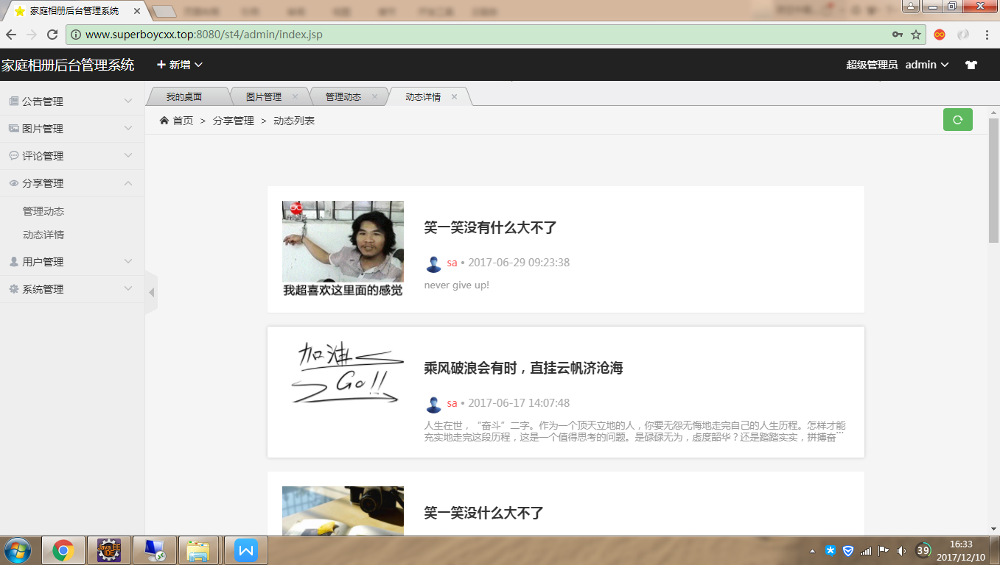 家庭相册后台管理系统
www.superboycxx.top:8080/st4/admin/index.jsp
家庭相册后台管理系统
新增
超级管理员 admin
公告管理
图片管理
评论管理
分享管理
管理动态
动态详情
用户管理
系统管理
我的桌面
图片管理
管理动态
动态详情
首页 > 分享管理 > 动态列表
我超喜欢这里面的感觉
笑一笑没有什么大不了
sa • 2017-06-29 09:23:38
never give up!
加油
Go!!
乘风破浪会有时，直挂云帆济沧海
sa • 2017-06-17 14:07:48
人生在世，“奋斗”二字。作为一个顶天立地的人，你要无怨无悔地走完自己的人生历程。怎样才能
充实地走完这段历程，这是一个值得思考的问题。是碌碌无为，虚度韶华？还是踏踏实实，拼搏奋...
笑一笑没什么大不了
Java EE
IDE
39
16:33
2017/12/10